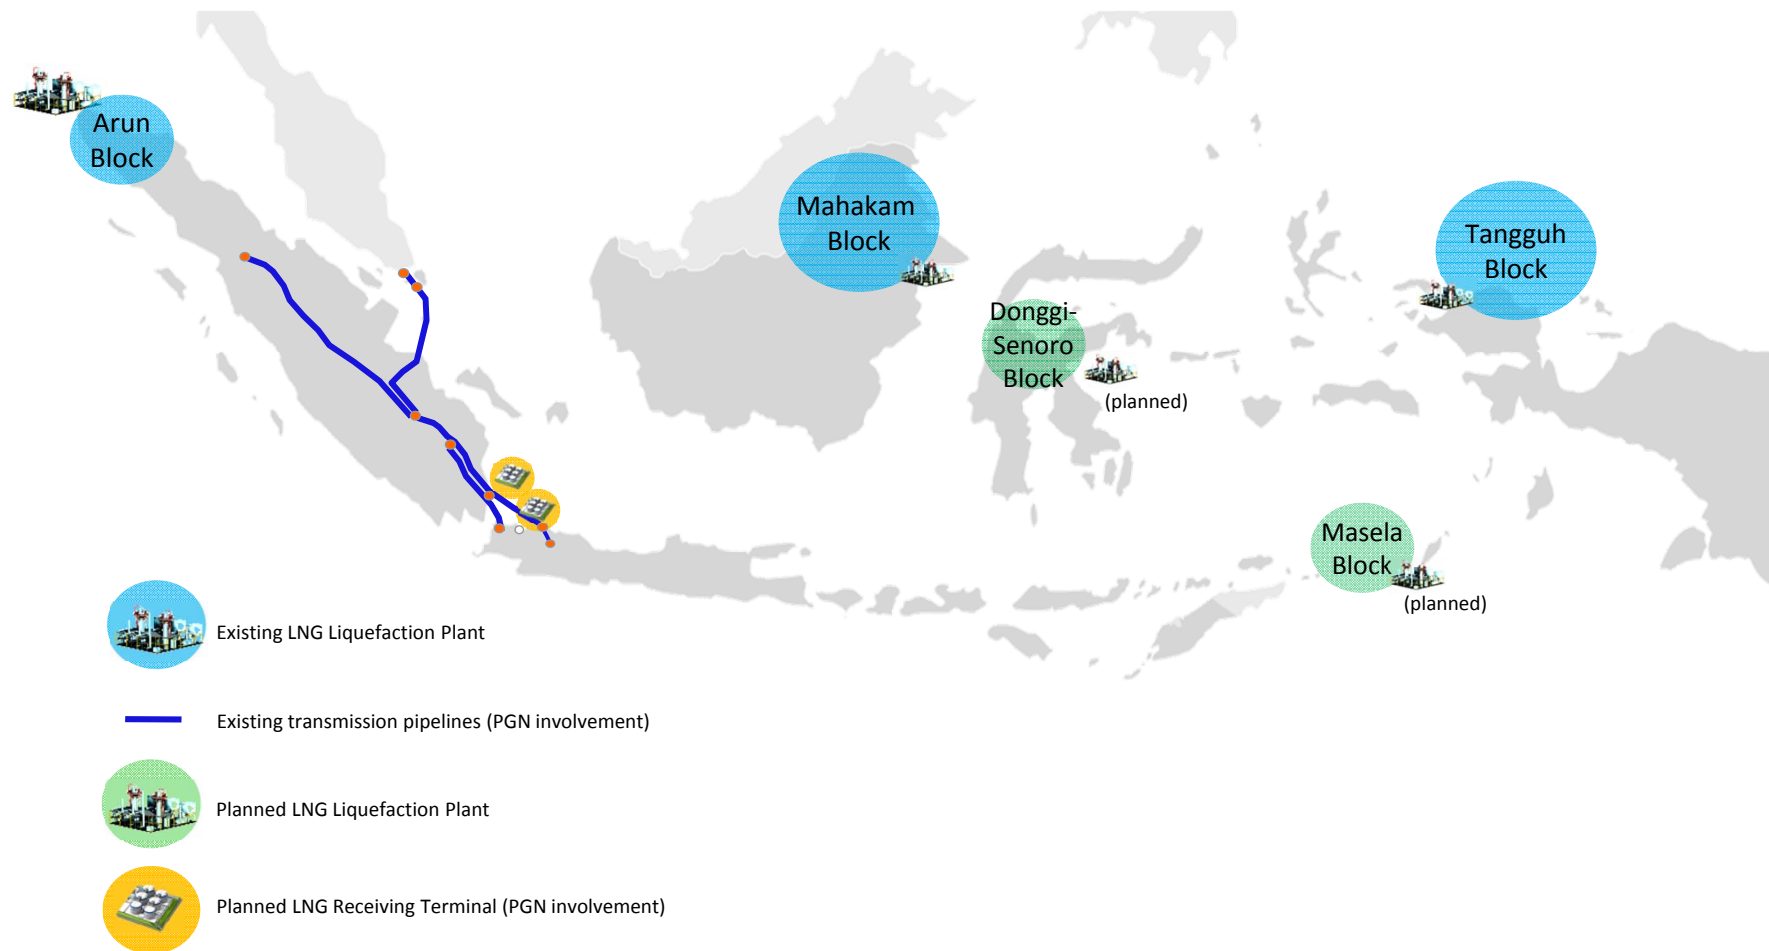 Arun
Block
Mahakam
Block
Tangguh
Block
Donggi-
Senoro
Block
(planned)
Masela
Block
(planned)
Existing LNG Liquefaction Plant
Existing transmission pipelines (PGN involvement)
Planned LNG Liquefaction Plant
Planned LNG Receiving Terminal (PGN involvement)